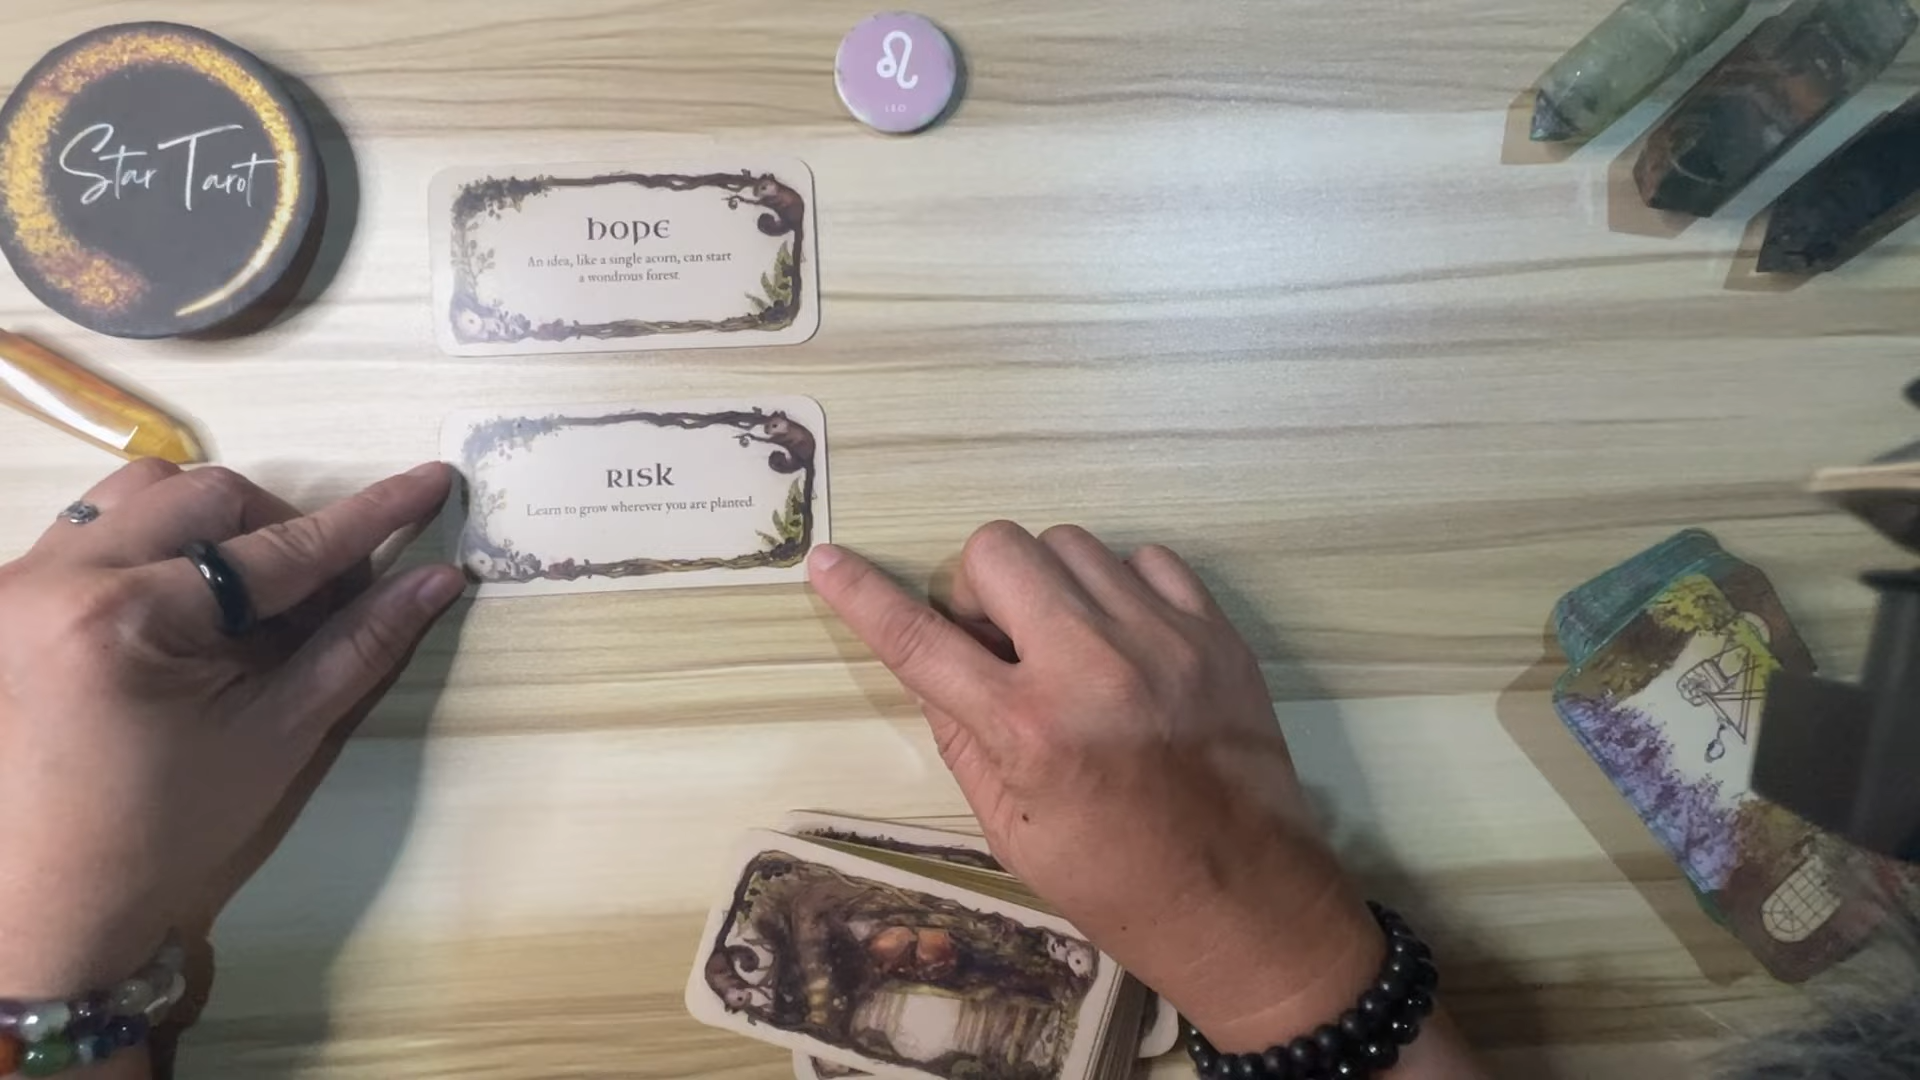 Star Tarot
LEO
hope
An idea, like a single acorn, can start
a wondrous forest.
RISK
Learn to grow wherever you are planted.